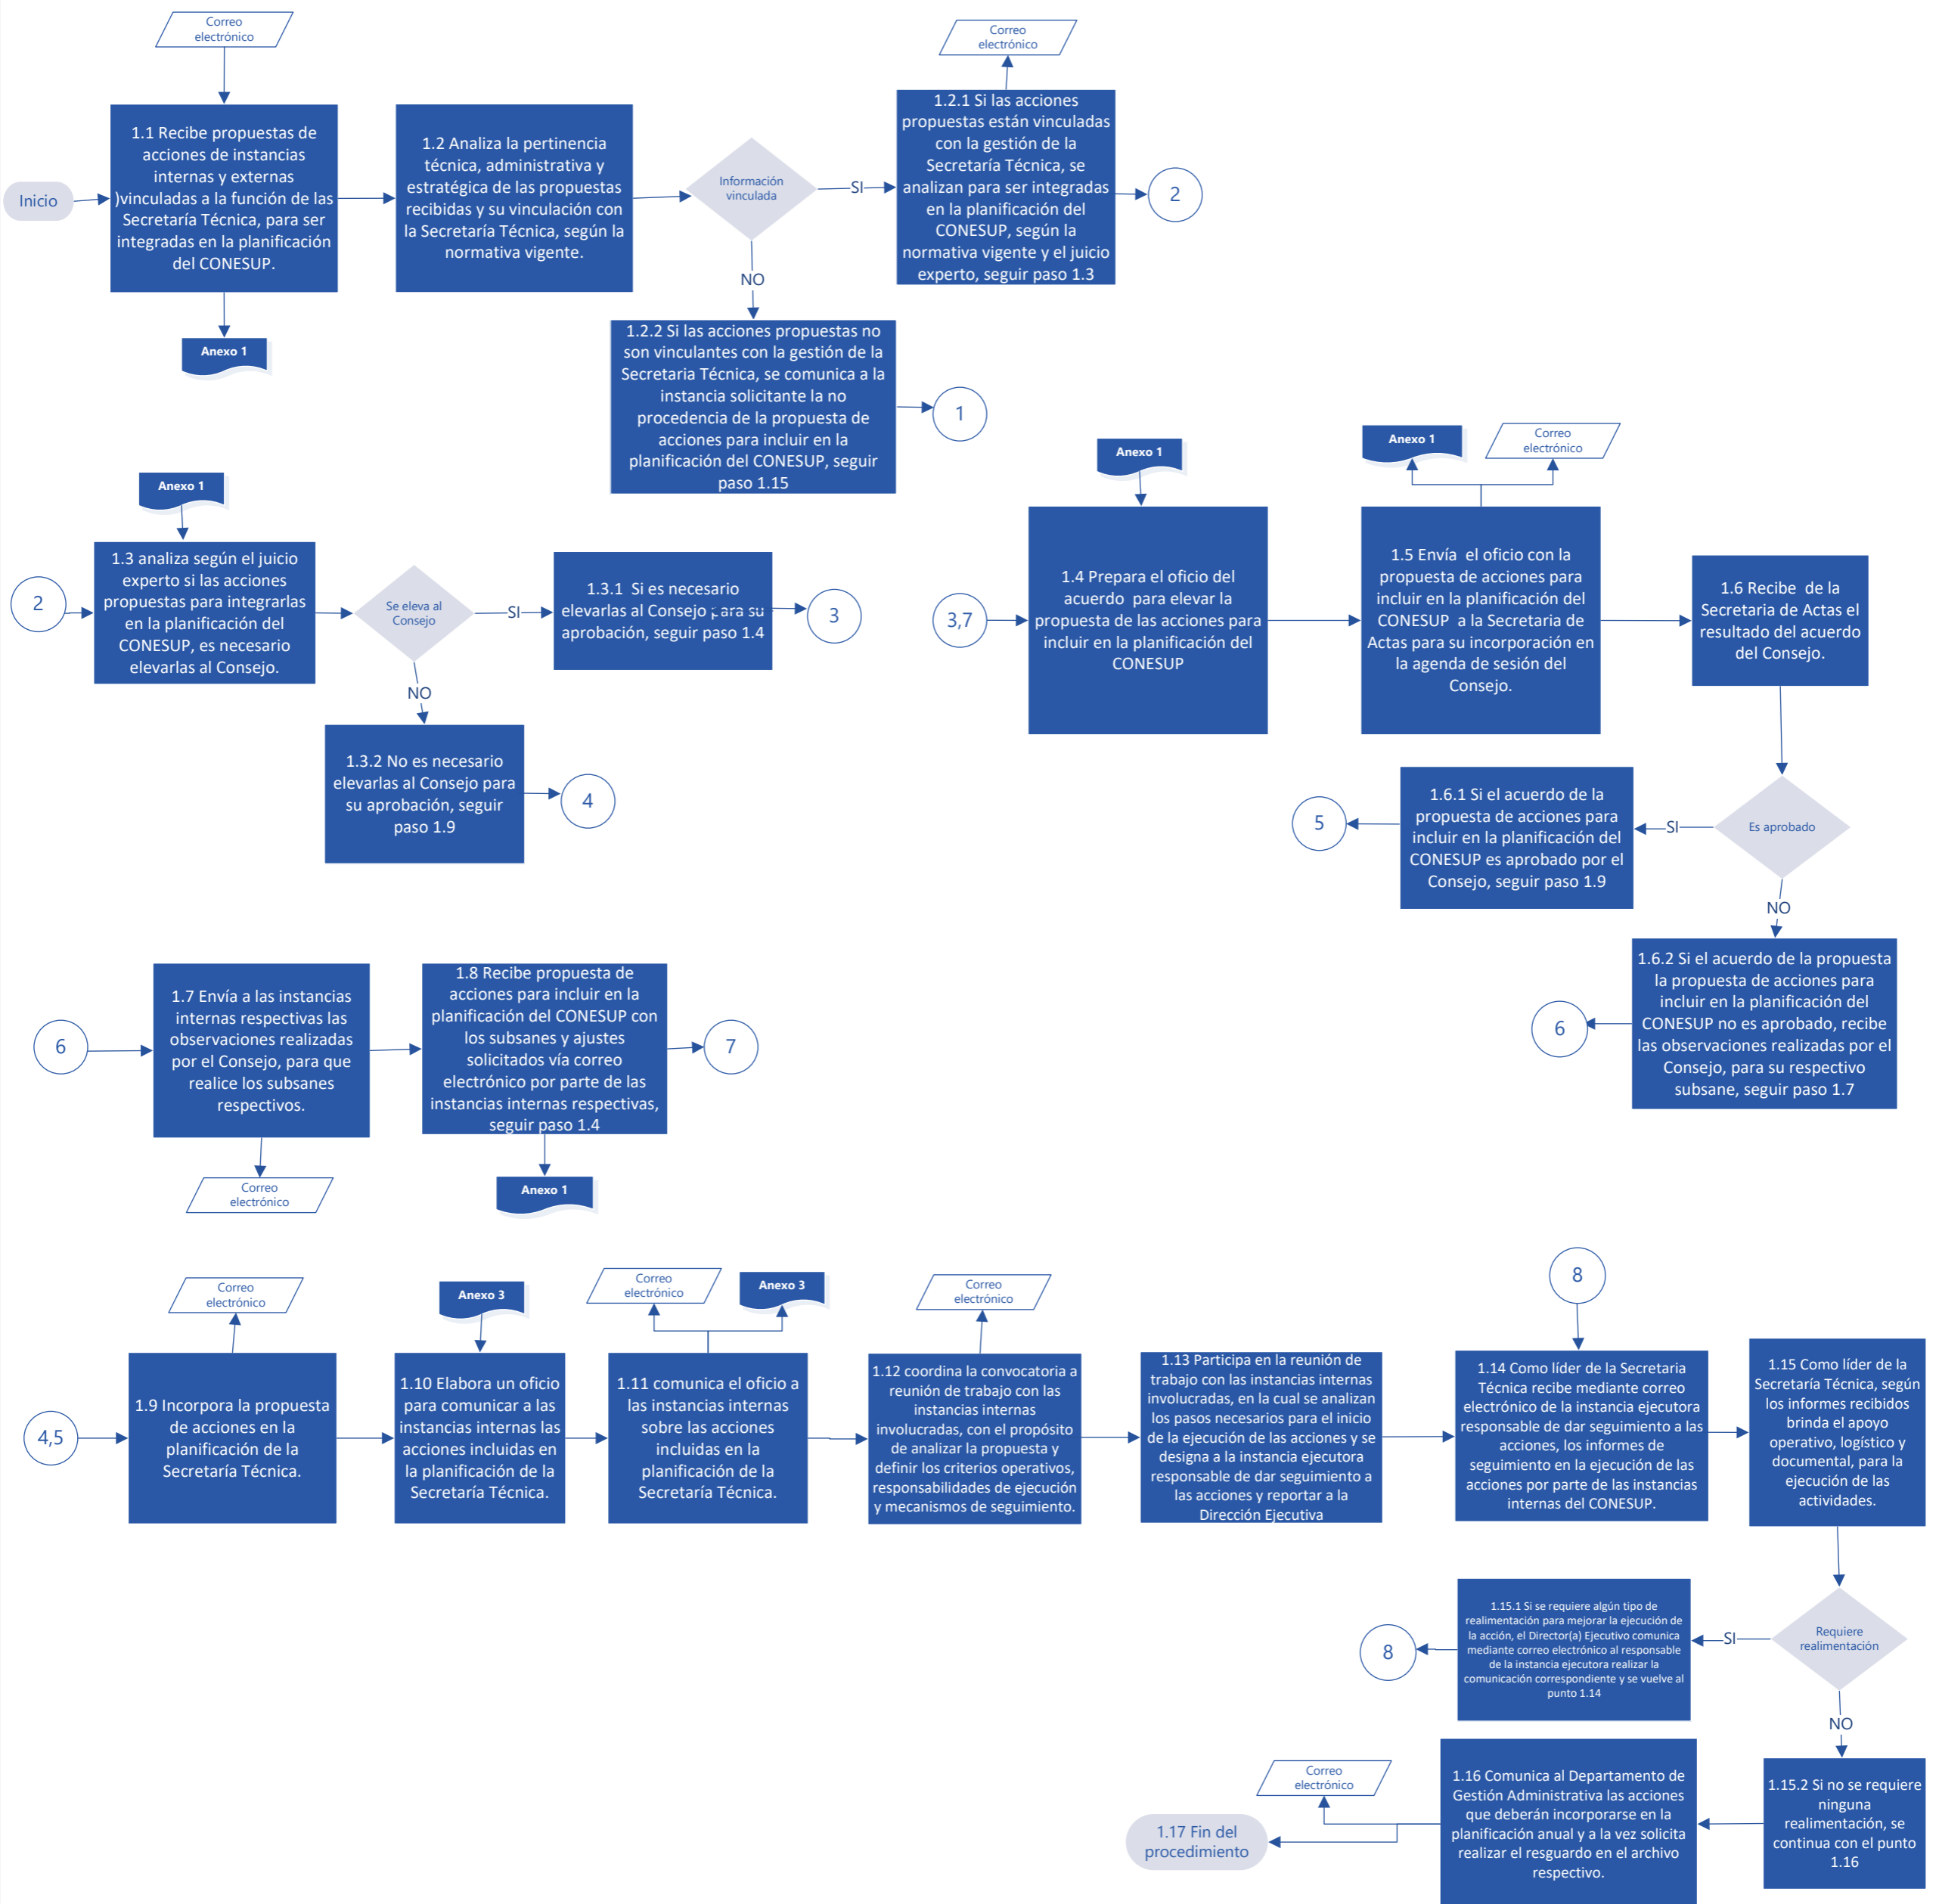 Correo
electrónico
Inicio
1.1 Recibe propuestas de
acciones de instancias
internas y externas
)vinculadas a la función de las
Secretaría Técnica, para ser
integradas en la planificación
del CONESUP.
Anexo 1
1.2 Analiza la pertinencia
técnica, administrativa y
estratégica de las propuestas
recibidas y su vinculación con
la Secretaría Técnica, según la
normativa vigente.
Información
vinculada
SI
NO
Correo
electrónico
1.2.1 Si las acciones
propuestas están vinculadas
con la gestión de la
Secretaría Técnica, se
analizan para ser integradas
en la planificación del
CONESUP, según la
normativa vigente y el juicio
experto, seguir paso 1.3
2
1.2.2 Si las acciones propuestas no
son vinculantes con la gestión de la
Secretaria Técnica, se comunica a la
instancia solicitante la no
procedencia de la propuesta de
acciones para incluir en la
planificación del CONESUP, seguir
paso 1.15
1
2
Anexo 1
1.3 analiza según el juicio
experto si las acciones
propuestas para integrarlas
en la planificación del
CONESUP, es necesario
elevarlas al Consejo.
Se eleva al
Consejo
SI
NO
1.3.1 Si es necesario
elevarlas al Consejo para su
aprobación, seguir paso 1.4
3
1.3.2 No es necesario
elevarlas al Consejo para
su aprobación, seguir
paso 1.9
4
3,7
Anexo 1
1.4 Prepara el oficio del
acuerdo para elevar la
propuesta de las acciones para
incluir en la planificación del
CONESUP
Anexo 1
Correo
electrónico
1.5 Envía el oficio con la
propuesta de acciones para
incluir en la planificación del
CONESUP a la Secretaria de
Actas para su incorporación en
la agenda de sesión del
Consejo.
1.6 Recibe de la
Secretaria de Actas el
resultado del acuerdo
del Consejo.
Es aprobado
SI
NO
1.6.1 Si el acuerdo de la
propuesta de acciones para
incluir en la planificación del
CONESUP es aprobado por el
Consejo, seguir paso 1.9
5
1.6.2 Si el acuerdo de la propuesta
la propuesta de acciones para
incluir en la planificación del
CONESUP no es aprobado, recibe
las observaciones realizadas por el
Consejo, para su respectivo
subsane, seguir paso 1.7
6
6
1.7 Envía a las instancias
internas respectivas las
observaciones realizadas
por el Consejo, para que
realice los subsanes
respectivos.
Correo
electrónico
1.8 Recibe propuesta de
acciones para incluir en la
planificación del CONESUP con
los subsanes y ajustes
solicitados vía correo
electrónico por parte de las
instancias internas respectivas,
seguir paso 1.4
Anexo 1
7
4,5
Correo
electrónico
1.9 Incorpora la propuesta
de acciones en la
planificación de la
Secretaría Técnica.
Anexo 3
1.10 Elabora un oficio
para comunicar a las
instancias internas las
acciones incluidas en
la planificación de la
Secretaría Técnica.
Correo
electrónico
Anexo 3
1.11 comunica el oficio a
las instancias internas
sobre las acciones
incluidas en la
planificación de la
Secretaría Técnica.
Correo
electrónico
1.12 coordina la convocatoria a
reunión de trabajo con las
instancias internas
involucradas, con el propósito
de analizar la propuesta y
definir los criterios operativos,
responsabilidades de ejecución
y mecanismos de seguimiento.
1.13 Participa en la reunión de
trabajo con las instancias internas
involucradas, en la cual se analizan
los pasos necesarios para el inicio
de la ejecución de las acciones y se
designa a la instancia ejecutora
responsable de dar seguimiento a
las acciones y reportar a la
Dirección Ejecutiva
8
1.14 Como líder de la Secretaria
Técnica recibe mediante correo
electrónico de la instancia ejecutora
responsable de dar seguimiento a las
acciones, los informes de
seguimiento en la ejecución de las
acciones por parte de las instancias
internas del CONESUP.
1.15 Como líder de la
Secretaría Técnica, según
los informes recibidos
brinda el apoyo
operativo, logístico y
documental, para la
ejecución de las
actividades.
Requiere
realimentación
SI
NO
1.15.1 Si se requiere algún tipo de
realimentación para mejorar la ejecución de
la acción, el Director(a) Ejecutivo comunica
mediante correo electrónico al responsable
de la instancia ejecutora realizar la
comunicación correspondiente y se vuelve al
punto 1.14
8
1.15.2 Si no se requiere
ninguna
realimentación, se
continua con el punto
1.16
1.16 Comunica al Departamento de
Gestión Administrativa las acciones
que deberán incorporarse en la
planificación anual y a la vez solicita
realizar el resguardo en el archivo
respectivo.
Correo
electrónico
1.17 Fin del
procedimiento